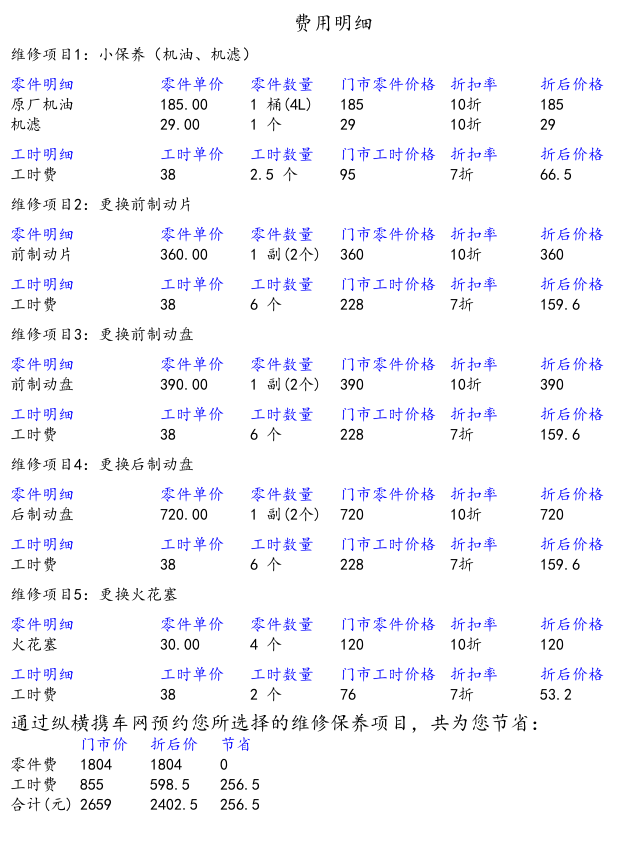 费用明细
维修项目1: 小保养（机油、机滤）
零件明细 零件单价 零件数量 门市零件价格 折扣率 折后价格
原厂机油 185.00 1 桶(4L) 185 10折 185
机滤 29.00 1 个 29 10折 29
工时明细 工时单价 工时数量 门市工时价格 折扣率 折后价格
工时费 38 2.5 个 95 7折 66.5
维修项目2: 更换前制动片
零件明细 零件单价 零件数量 门市零件价格 折扣率 折后价格
前制动片 360.00 1 副(2个) 360 10折 360
工时明细 工时单价 工时数量 门市工时价格 折扣率 折后价格
工时费 38 6 个 228 7折 159.6
维修项目3: 更换前制动盘
零件明细 零件单价 零件数量 门市零件价格 折扣率 折后价格
前制动盘 390.00 1 副(2个) 390 10折 390
工时明细 工时单价 工时数量 门市工时价格 折扣率 折后价格
工时费 38 6 个 228 7折 159.6
维修项目4: 更换后制动盘
零件明细 零件单价 零件数量 门市零件价格 折扣率 折后价格
后制动盘 720.00 1 副(2个) 720 10折 720
工时明细 工时单价 工时数量 门市工时价格 折扣率 折后价格
工时费 38 6 个 228 7折 159.6
维修项目5: 更换火花塞
零件明细 零件单价 零件数量 门市零件价格 折扣率 折后价格
火花塞 30.00 4 个 120 10折 120
工时明细 工时单价 工时数量 门市工时价格 折扣率 折后价格
工时费 38 2 个 76 7折 53.2
通过纵横携车网预约您所选择的维修保养项目，共为您节省:
门市价 折后价 节省
零件费 1804 1804 0
工时费 855 598.5 256.5
合计(元) 2659 2402.5 256.5